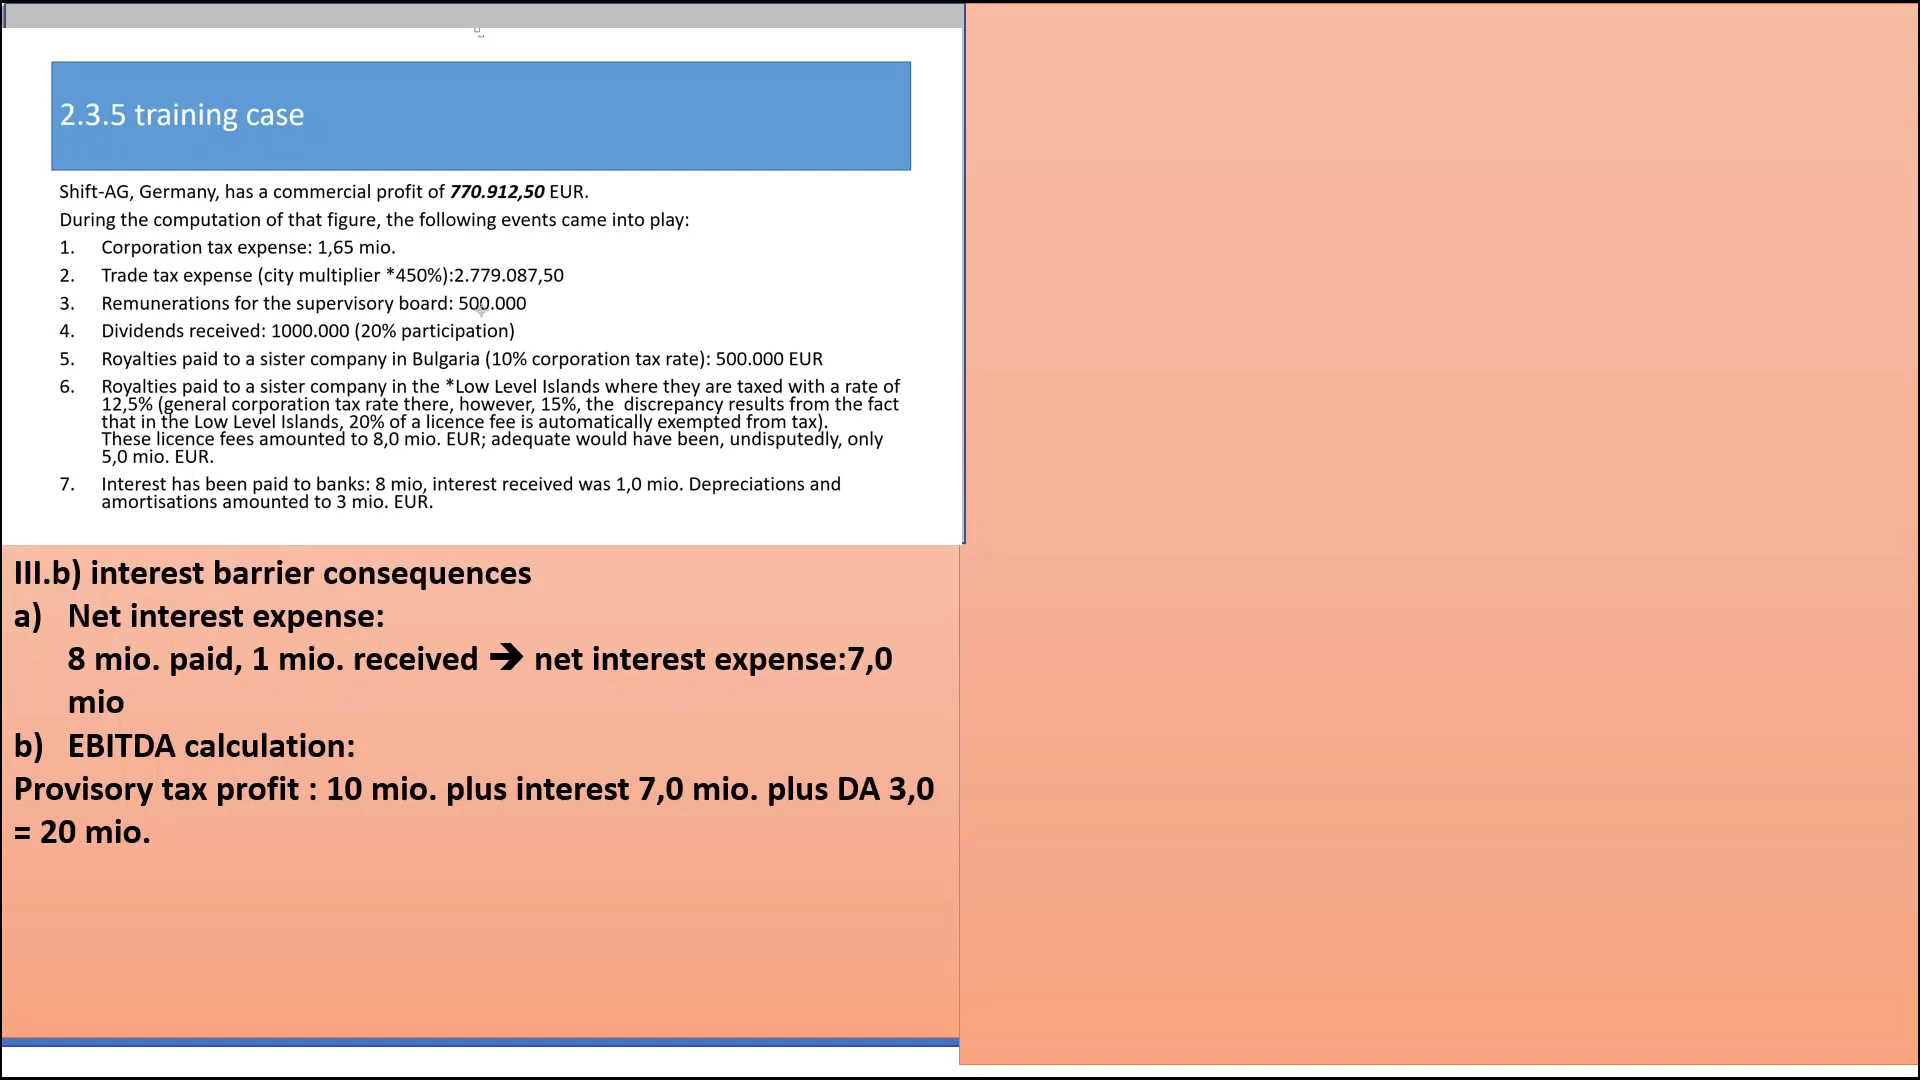 2.3.5 training case
Shift-AG, Germany, has a commercial profit of 770.912,50 EUR.
During the computation of that figure, the following events came into play:
1. Corporation tax expense: 1,65 mio.
2. Trade tax expense (city multiplier *450%):2.779.087,50
3. Remunerations for the supervisory board: 500.000
4. Dividends received: 1000.000 (20% participation)
5. Royalties paid to a sister company in Bulgaria (10% corporation tax rate): 500.000 EUR
6. Royalties paid to a sister company in the *Low Level Islands where they are taxed with a rate of
12,5% (general corporation tax rate there, however, 15%, the discrepancy results from the fact
that in the Low Level Islands, 20% of a licence fee is automatically exempted from tax).
These licence fees amounted to 8,0 mio. EUR; adequate would have been, undisputedly, only
5,0 mio. EUR.
7. Interest has been paid to banks: 8 mio, interest received was 1,0 mio. Depreciations and
amortisations amounted to 3 mio. EUR.
III.b) interest barrier consequences
a) Net interest expense:
8 mio. paid, 1 mio. received ➔ net interest expense:7,0
mio
b) EBITDA calculation:
Provisory tax profit : 10 mio. plus interest 7,0 mio. plus DA 3,0
= 20 mio.